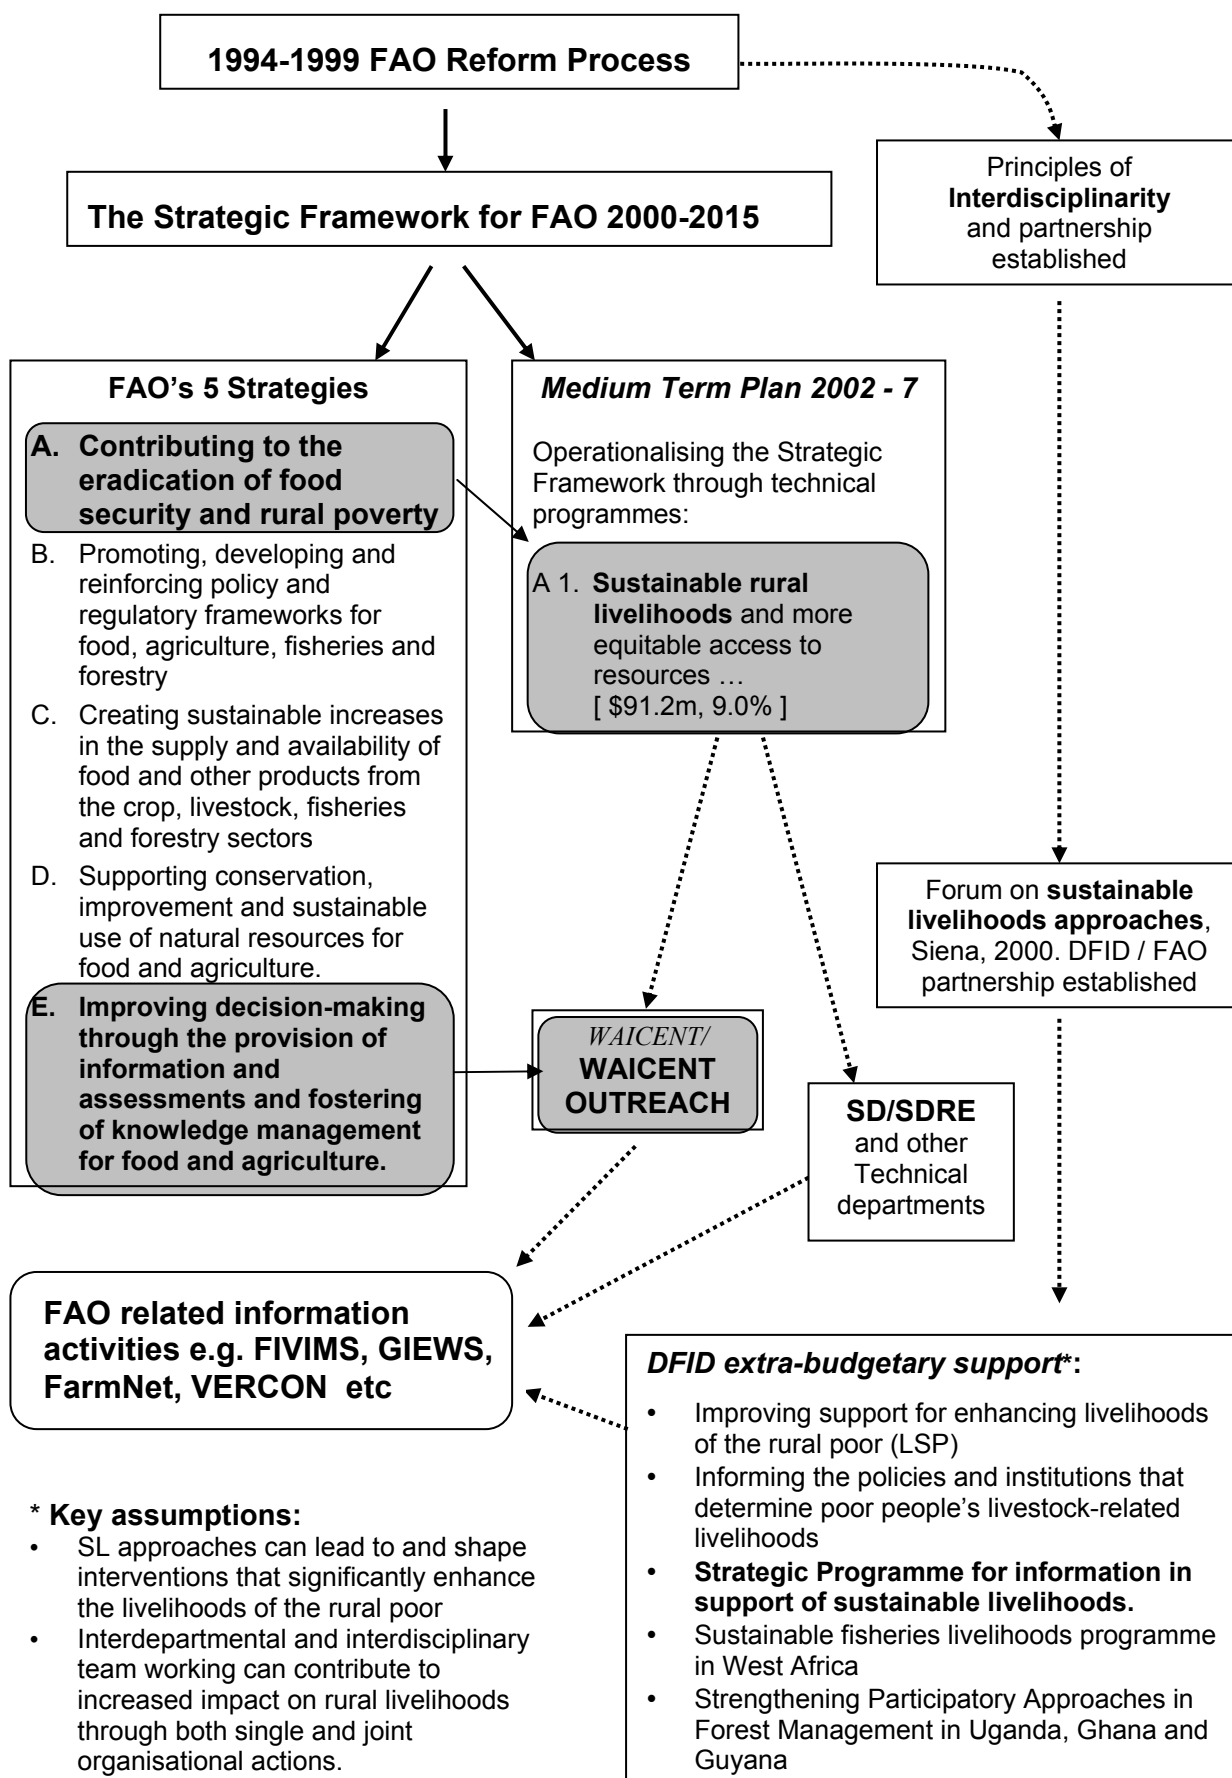 1994-1999 FAO Reform Process
Principles of
Interdisciplinarity
and partnership
established
The Strategic Framework for FAO 2000-2015
FAO’s 5 Strategies
A. Contributing to the
eradication of food
security and rural poverty
B. Promoting, developing and
reinforcing policy and
regulatory frameworks for
food, agriculture, fisheries and
forestry
C. Creating sustainable increases
in the supply and availability of
food and other products from
the crop, livestock, fisheries
and forestry sectors
D. Supporting conservation,
improvement and sustainable
use of natural resources for
food and agriculture.
E. Improving decision-making
through the provision of
information and
assessments and fostering
of knowledge management
for food and agriculture.
Medium Term Plan 2002 - 7
Operationalising the Strategic
Framework through technical
programmes:
A 1. Sustainable rural
livelihoods and more
equitable access to
resources …
[ $91.2m, 9.0% ]
Forum on sustainable
livelihoods approaches,
Siena, 2000. DFID / FAO
partnership established
WAICENT/
WAICENT
OUTREACH
SD/SDRE
and other
Technical
departments
FAO related information
activities e.g. FIVIMS, GIEWS,
FarmNet, VERCON etc
DFID extra-budgetary support*:
• Improving support for enhancing livelihoods
of the rural poor (LSP)
• Informing the policies and institutions that
determine poor people’s livestock-related
livelihoods
• Strategic Programme for information in
support of sustainable livelihoods.
• Sustainable fisheries livelihoods programme
in West Africa
• Strengthening Participatory Approaches in
Forest Management in Uganda, Ghana and
Guyana
* Key assumptions:
• SL approaches can lead to and shape
interventions that significantly enhance
the livelihoods of the rural poor
• Interdepartmental and interdisciplinary
team working can contribute to
increased impact on rural livelihoods
through both single and joint
organisational actions.